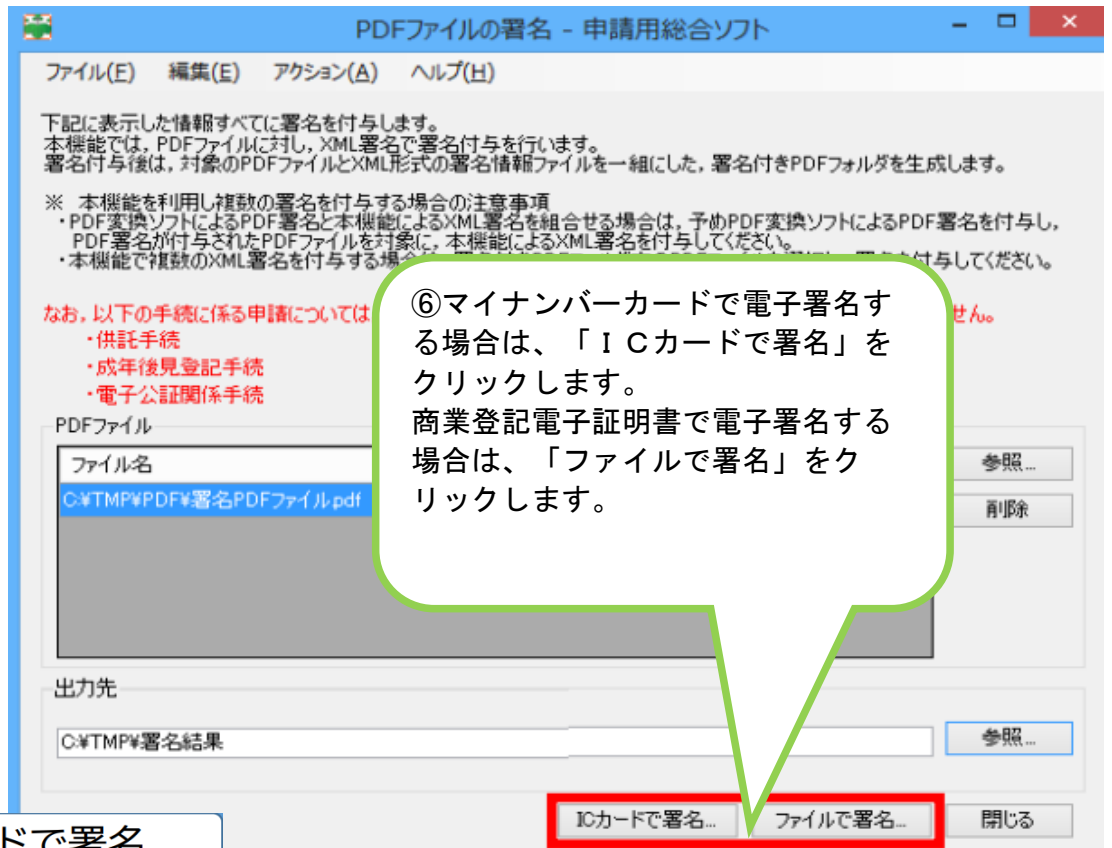 PDFファイルの署名 - 申請用総合ソフト
ファイル(F) 編集(E) アクション(A) ヘルプ(H)
下記に表示した情報すべてに署名を付与します。
本機能では,PDFファイルに対し,XML署名で署名付与を行います。
署名付与後は,対象のPDFファイルとXML形式の署名情報ファイルを一組にした,署名付きPDFフォルダを生成します。
※ 本機能を利用し複数の署名を付与する場合の注意事項
・PDF変換ソフトによるPDF署名と本機能によるXML署名を組合せる場合は,予めPDF変換ソフトによるPDF署名を付与し,
PDF署名が付与されたPDFファイルを対象に,本機能によるXML署名を付与してください。
・本機能で複数のXML署名を付与する場 付与してください。
なお,以下の手続に係る申請については せん。
・供託手続
・成年後見登記手続
・電子公証関係手続
⑥マイナンバーカードで電子署名す
る場合は、「ICカードで署名」を
クリックします。
商業登記電子証明書で電子署名する
場合は、「ファイルで署名」をク
リックします。
PDFファイル
ファイル名
C:¥TMP¥PDF¥署名PDFファイル.pdf
参照...
削除
出力先
C:¥TMP¥署名結果
参照...
ICカードで署名... ファイルで署名... 閉じる
ドで署名